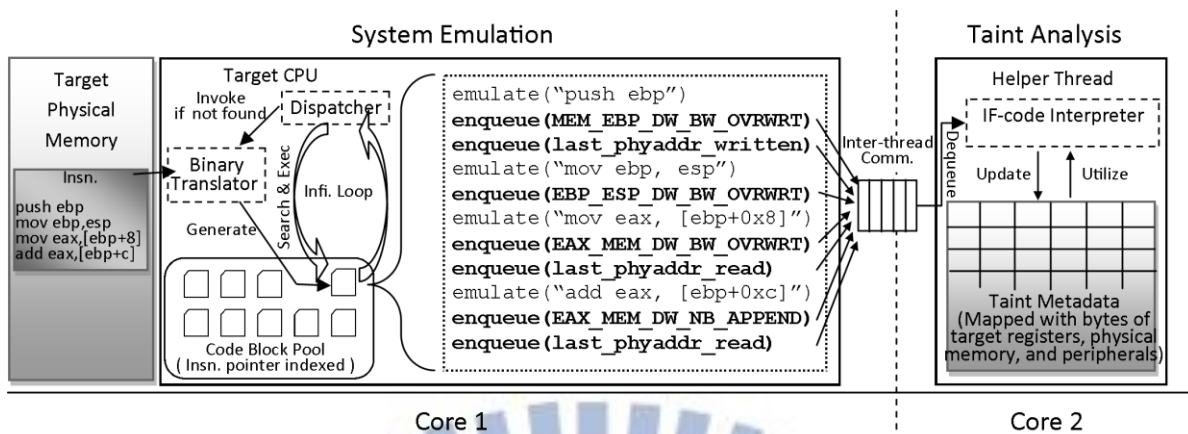 System Emulation
Taint Analysis
Target
Physical
Memory
Insn.
push ebp
mov ebp,esp
mov eax,[ebp+8]
add eax,[ebp+c]
Target CPU
Invoke
if not found
Dispatcher
Binary
Translator
Search & Exec
Infi. Loop
Generate
Code Block Pool
( Insn. pointer indexed )
emulate("push ebp")
enqueue(MEM_EBP_DW_BW_OVRWRT)
enqueue(last_phyaddr_written)
emulate("mov ebp, esp")
enqueue(EBP_ESP_DW_BW_OVRWRT)
emulate("mov eax, [ebp+0x8]")
enqueue(EAX_MEM_DW_BW_OVRWRT)
enqueue(last_phyaddr_read)
emulate("add eax, [ebp+0xc]")
enqueue(EAX_MEM_DW_NB_APPEND)
enqueue(last_phyaddr_read)
Inter-thread
Comm.
Dequeue
Helper Thread
IF-code Interpreter
Update
Utilize
Taint Metadata
(Mapped with bytes of
target registers, physical
memory, and peripherals)
Core 1
Core 2